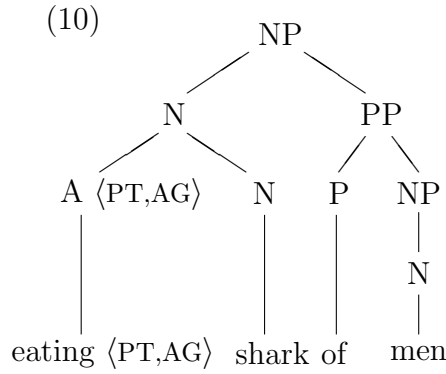 (10)
NP
N PP
A ⟨PT,AG⟩ N P NP
N
eating ⟨PT,AG⟩ shark of men